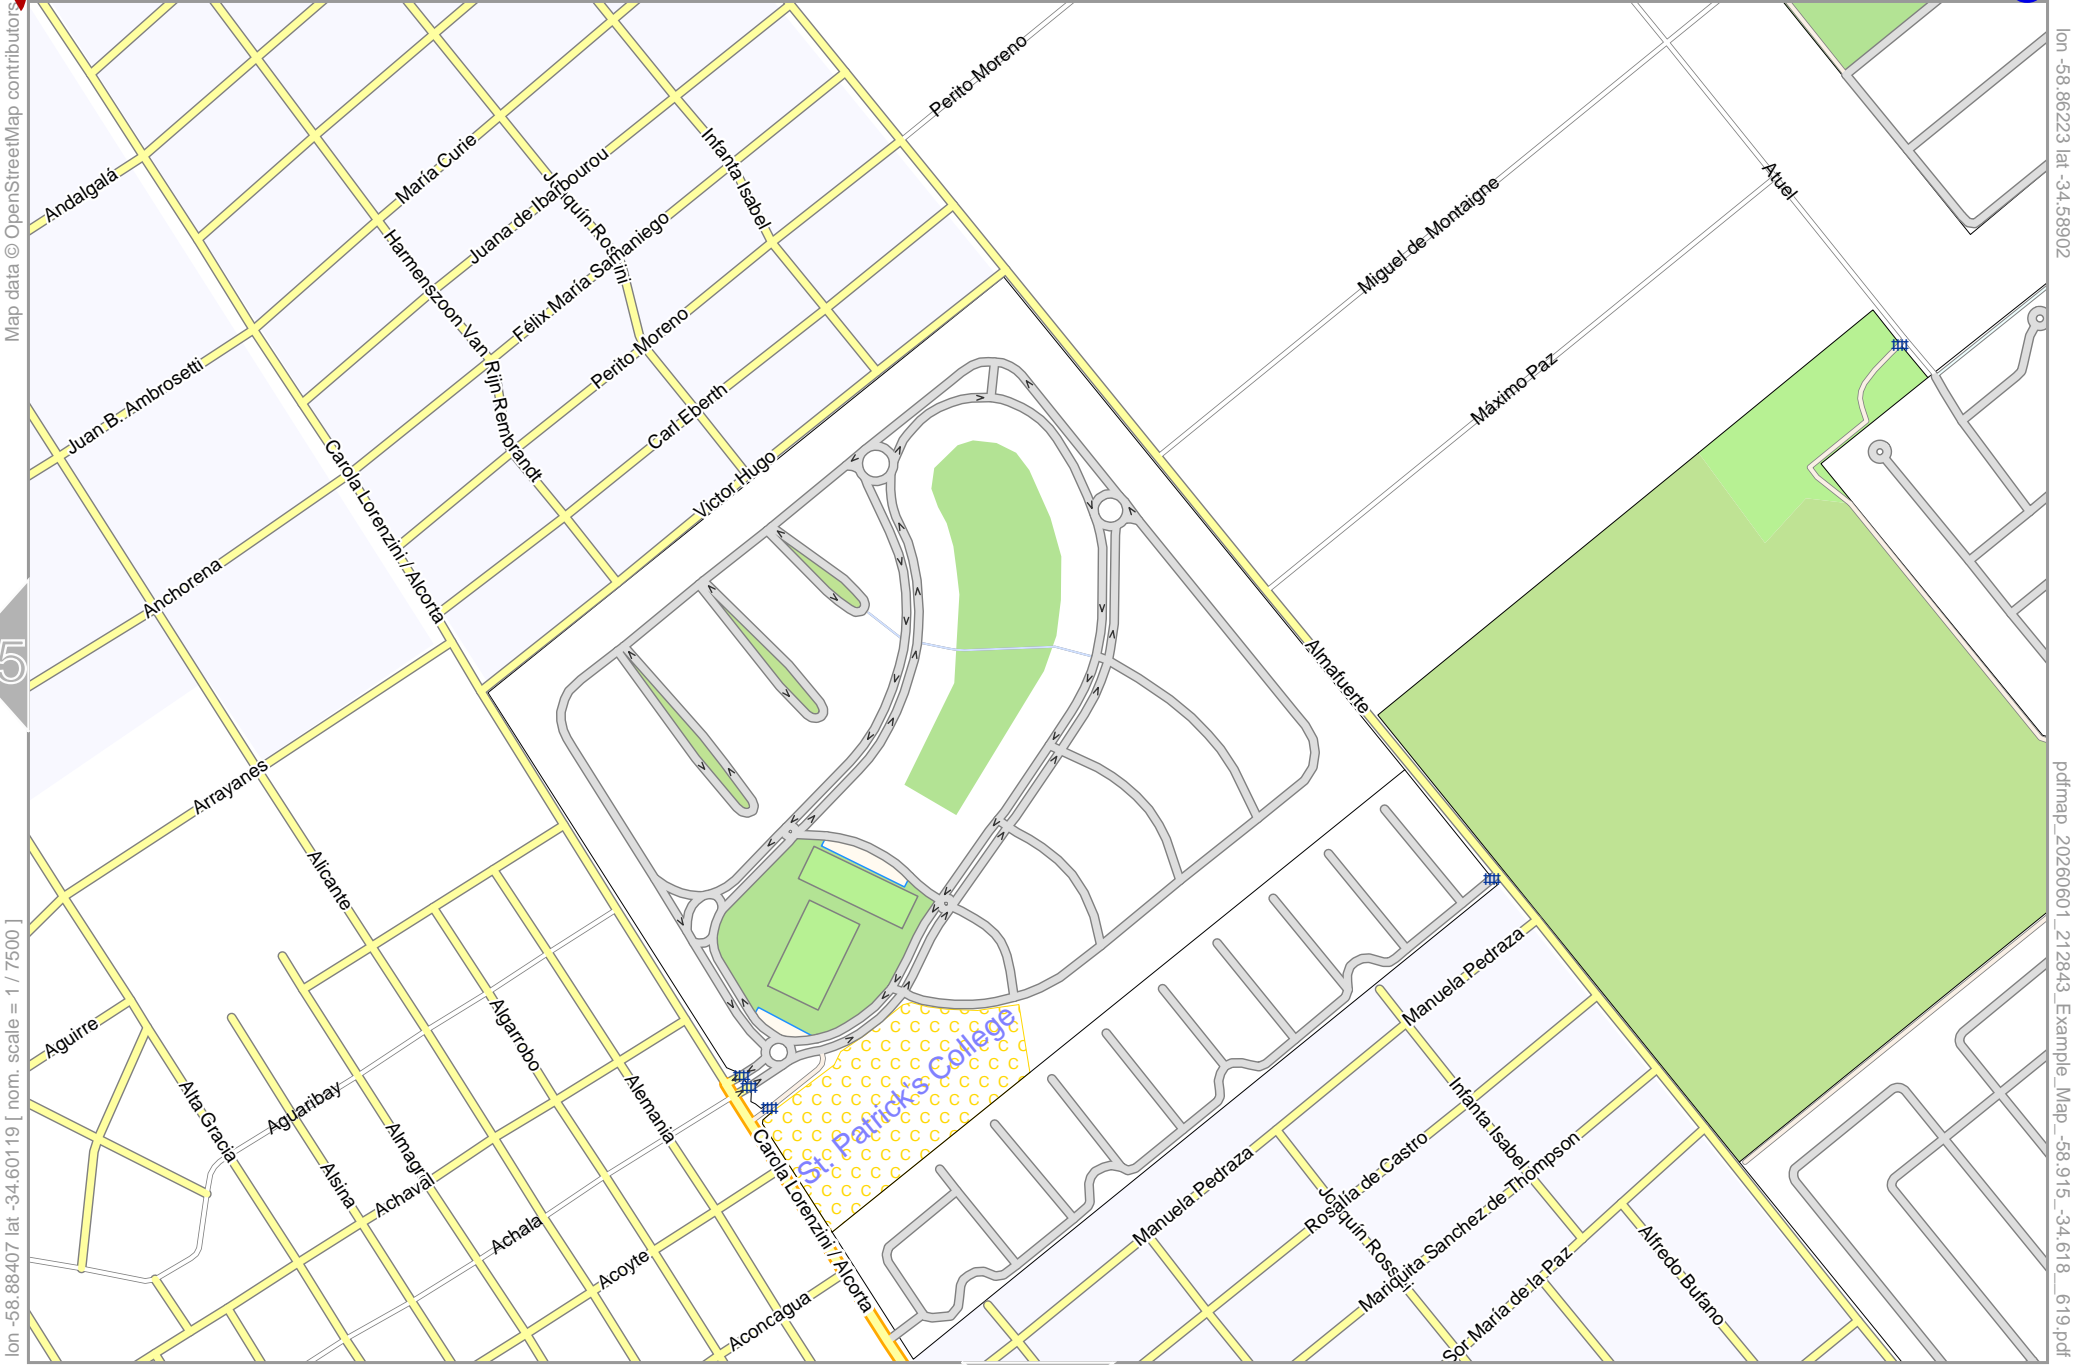 Map data © OpenStreetMap contributors
lon -58.86223 lat -34.58902
Perito Moreno
Andalgalá
María Curie
Infanta Isabel
Atuel
Juana de Ibarbourou
Joaquín Rossini
Miguel de Montaigne
Harmenszoon Van Rijn Rembrandt
Félix María Samaniego
Perito Moreno
Juan B. Ambrosetti
Carl Eberth
Máximo Paz
Victor Hugo
Carola Lorenzini / Alcorta
Anchorena
5
Almafuerte
Arrayanes
Alicante
Manuela Pedraza
Algarrobo
Aguirre
St. Patrick's College
Alta Gracia
Aguaribay
Almagral
Alemania
Alsina
Achaval
Achala
Acoyte
Aconcagua
Carola Lorenzini / Alcorta
Manuela Pedraza
Infanta Isabel
Rosalía de Castro
Joaquín Rossini
Mariquita Sanchez de Thompson
Sor María de la Paz
Alfredo Bufano
lon -58.88407 lat -34.60119 [ nom. scale = 1 / 7500 ]
pdfmap_20260601_212843_Example_Map_-58.915_-34.618__619.pdf